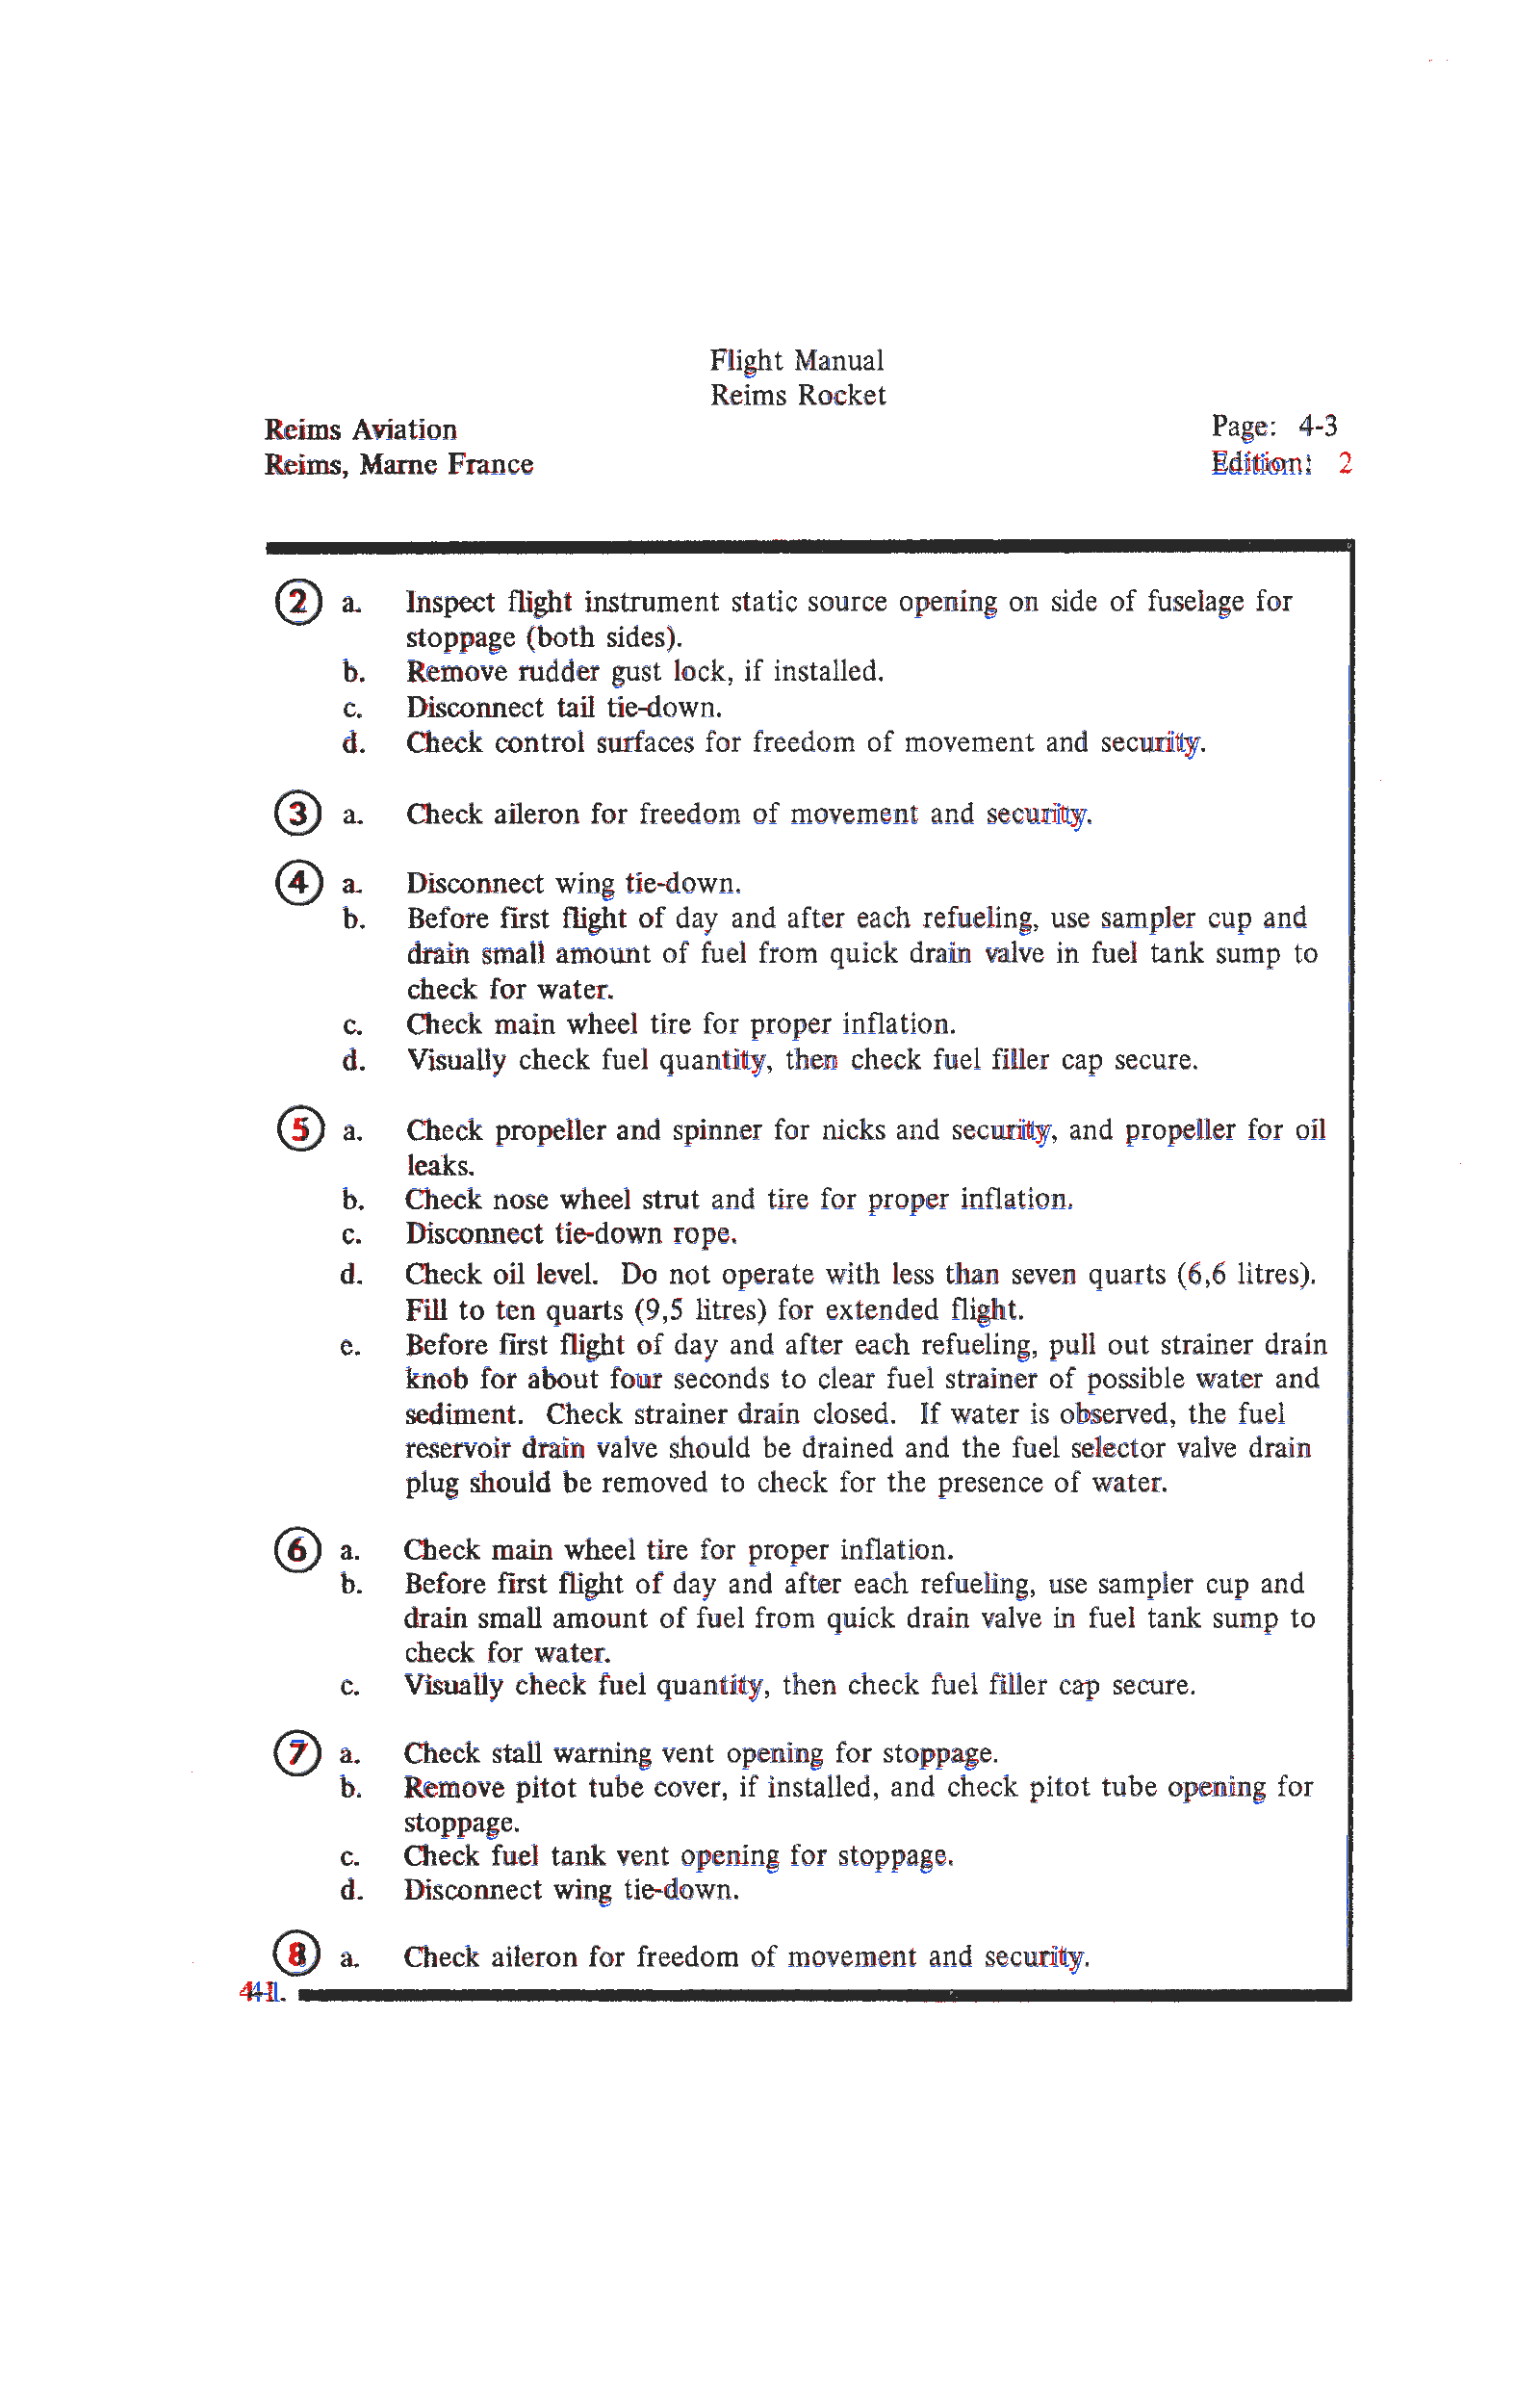 Flight Manual
Reims Rocket
Reims Aviation Page: 4-3
Reims, Marne France Edition: 2
2 a. Inspect flight instrument static source opening on side of fuselage for
stoppage (both sides).
b. Remove rudder gust lock, if installed.
c. Disconnect tail tie-down.
d. Check control surfaces for freedom of movement and security.
3 a. Check aileron for freedom of movement and security.
4 a. Disconnect wing tie-down.
b. Before first flight of day and after each refueling, use sampler cup and
drain small amount of fuel from quick drain valve in fuel tank sump to
check for water.
c. Check main wheel tire for proper inflation.
d. Visually check fuel quantity, then check fuel filler cap secure.
5 a. Check propeller and spinner for nicks and security, and propeller for oil
leaks.
b. Check nose wheel strut and tire for proper inflation.
c. Disconnect tie-down rope.
d. Check oil level. Do not operate with less than seven quarts (6,6 litres).
Fill to ten quarts (9,5 litres) for extended flight.
e. Before first flight of day and after each refueling, pull out strainer drain
knob for about four seconds to clear fuel strainer of possible water and
sediment. Check strainer drain closed. If water is observed, the fuel
reservoir drain valve should be drained and the fuel selector valve drain
plug should be removed to check for the presence of water.
6 a. Check main wheel tire for proper inflation.
b. Before first flight of day and after each refueling, use sampler cup and
drain small amount of fuel from quick drain valve in fuel tank sump to
check for water.
c. Visually check fuel quantity, then check fuel filler cap secure.
7 a. Check stall warning vent opening for stoppage.
b. Remove pitot tube cover, if installed, and check pitot tube opening for
stoppage.
c. Check fuel tank vent opening for stoppage.
d. Disconnect wing tie-down.
8 a. Check aileron for freedom of movement and security.